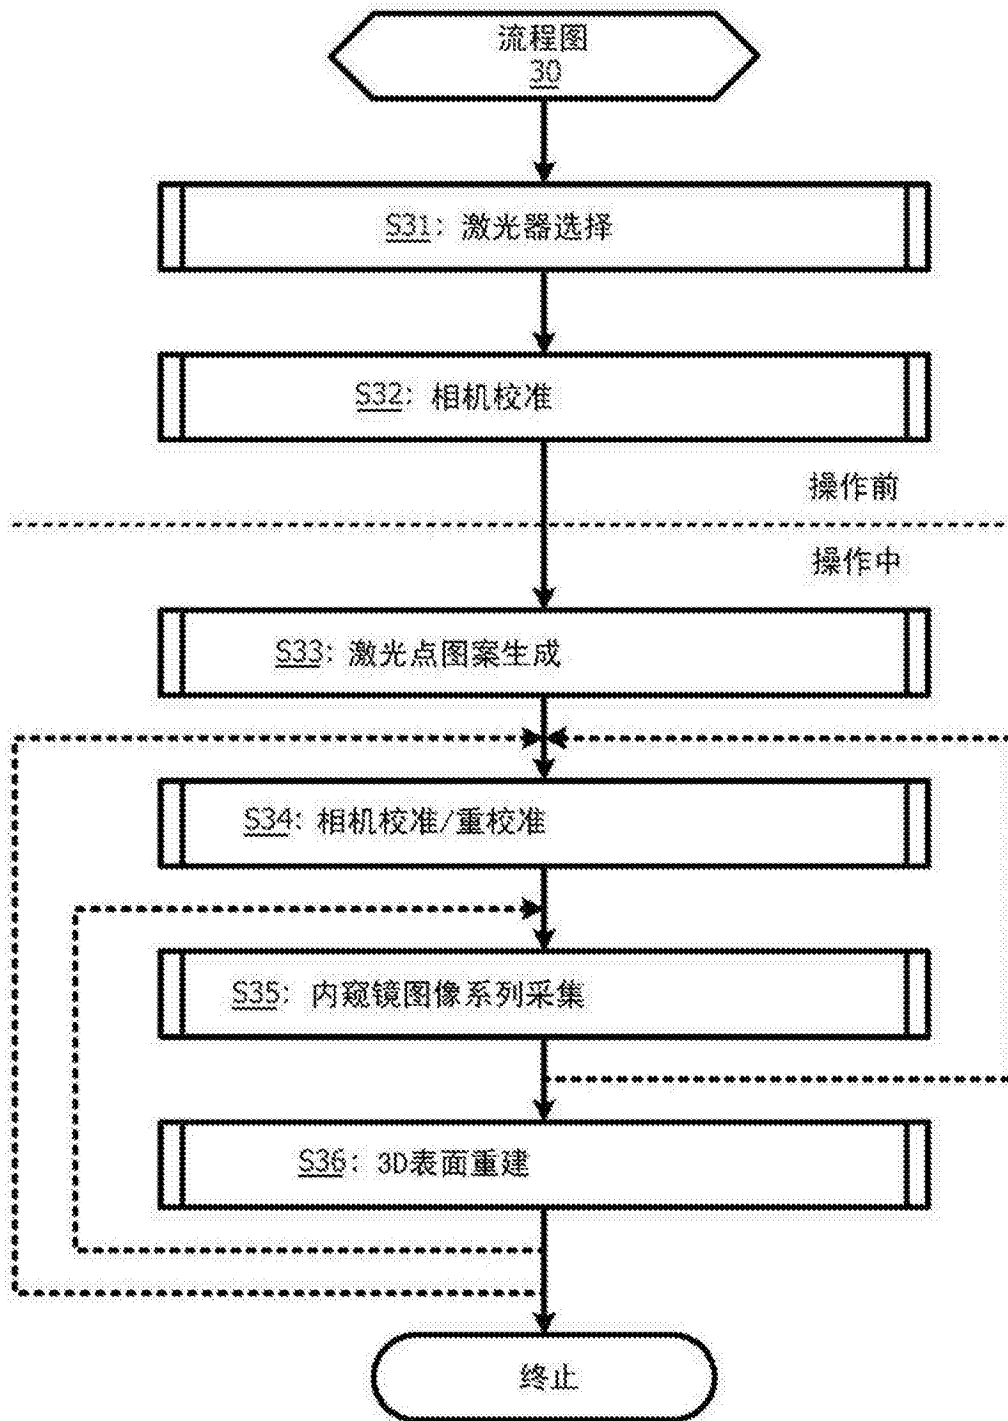 流程图
30
S31: 激光器选择
S32: 相机校准
操作前
操作中
S33: 激光点图案生成
S34: 相机校准/重校准
S35: 内窥镜图像系列采集
S36: 3D表面重建
终止